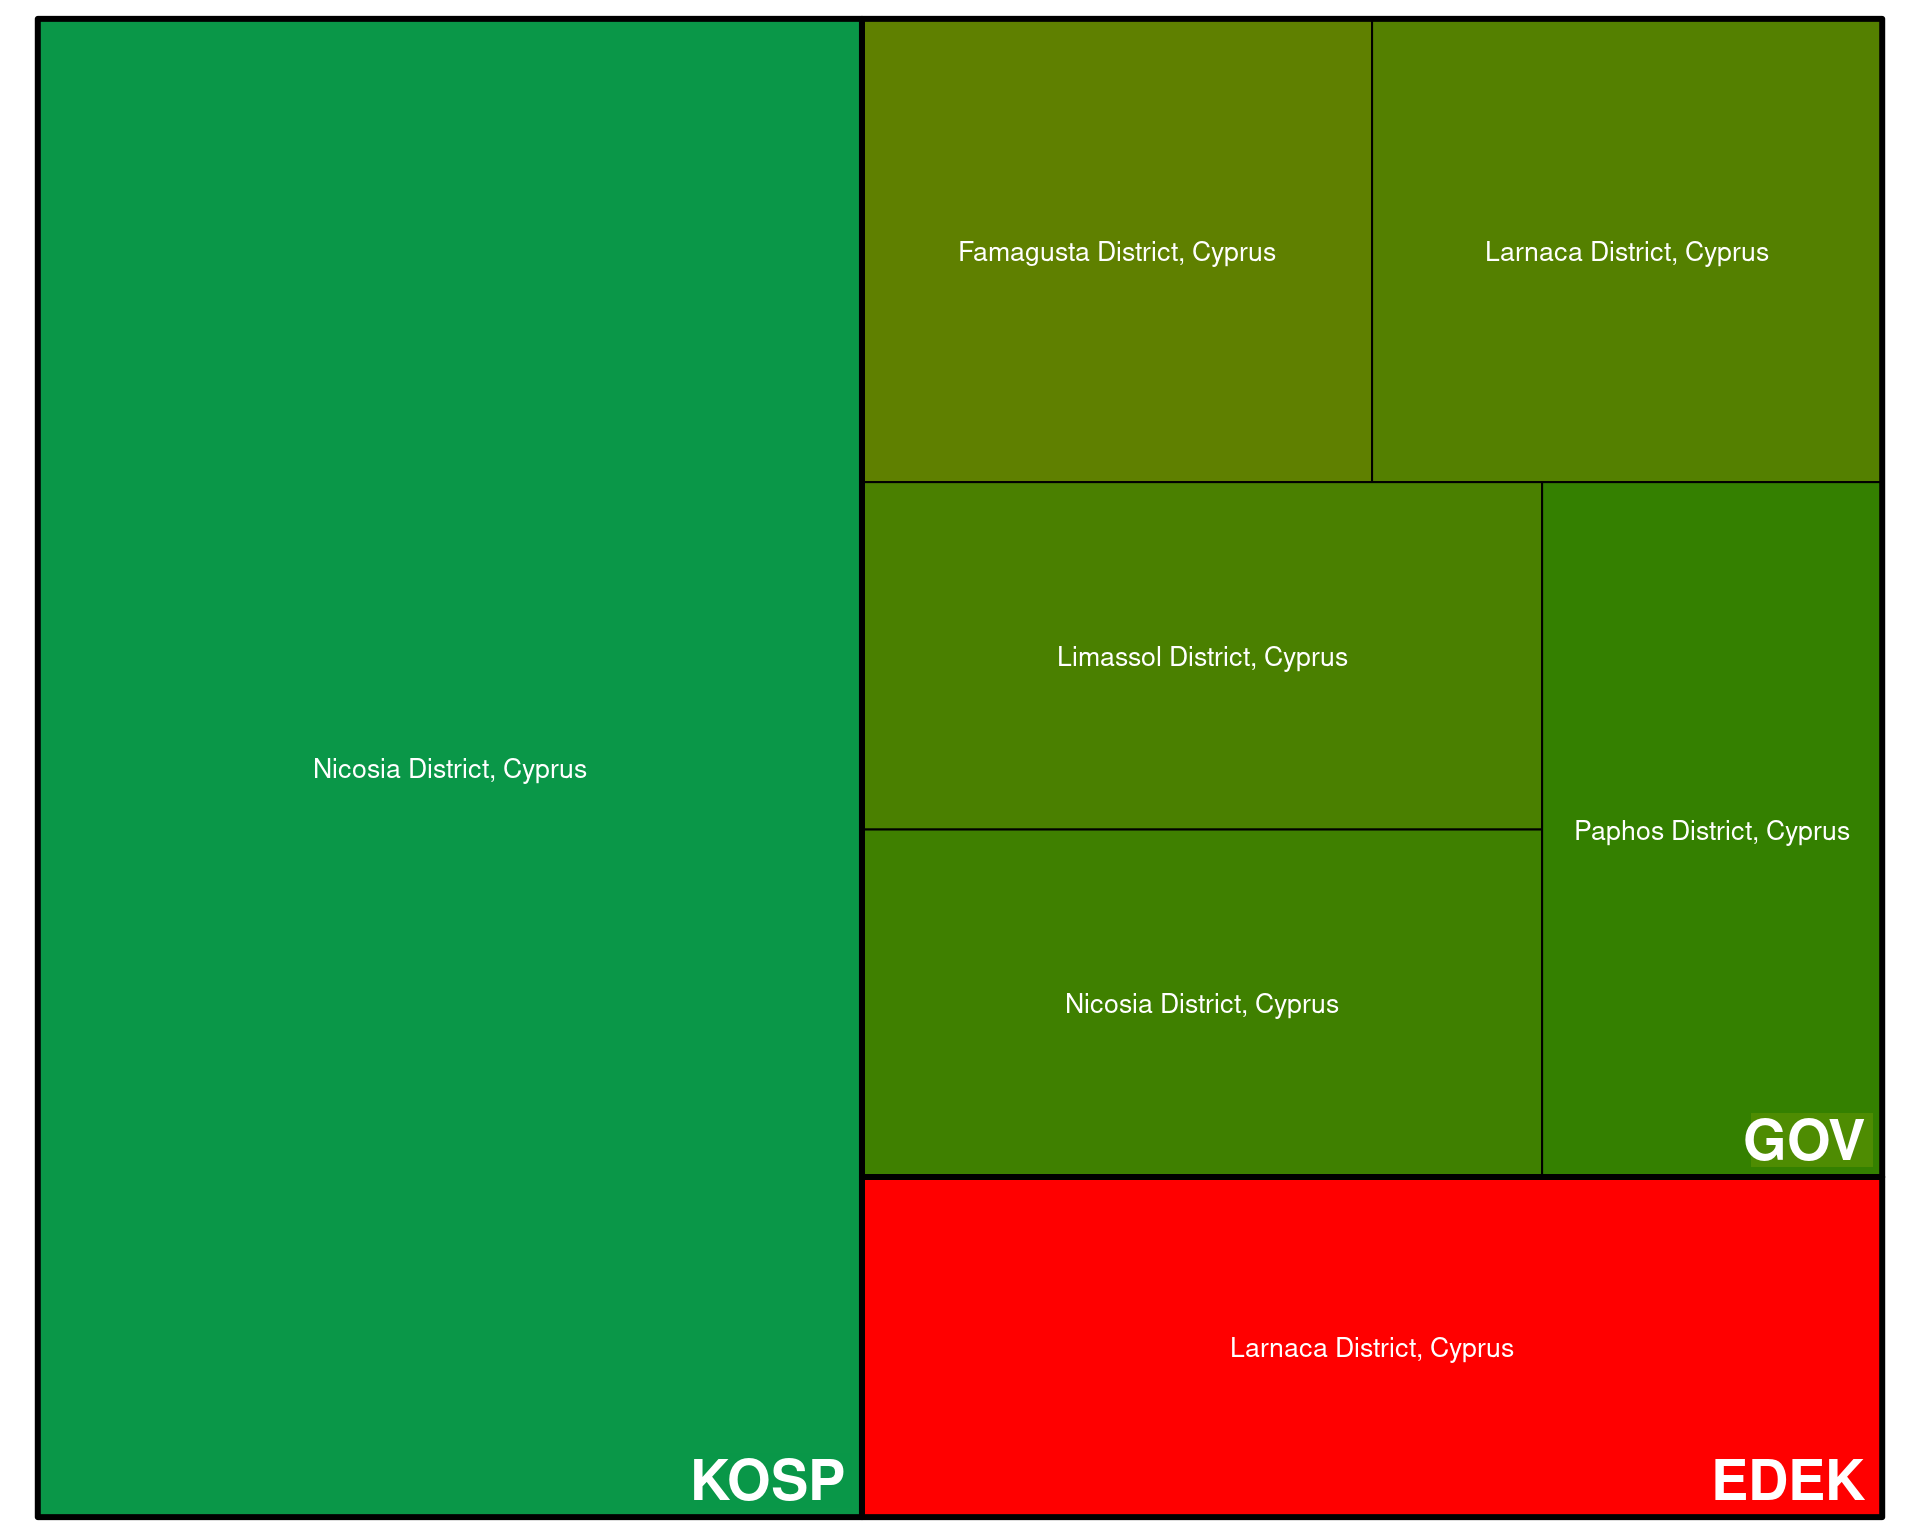 Nicosia District, Cyprus
KOSP
Famagusta District, Cyprus
Larnaca District, Cyprus
Limassol District, Cyprus
Nicosia District, Cyprus
Paphos District, Cyprus
GOV
Larnaca District, Cyprus
EDEK